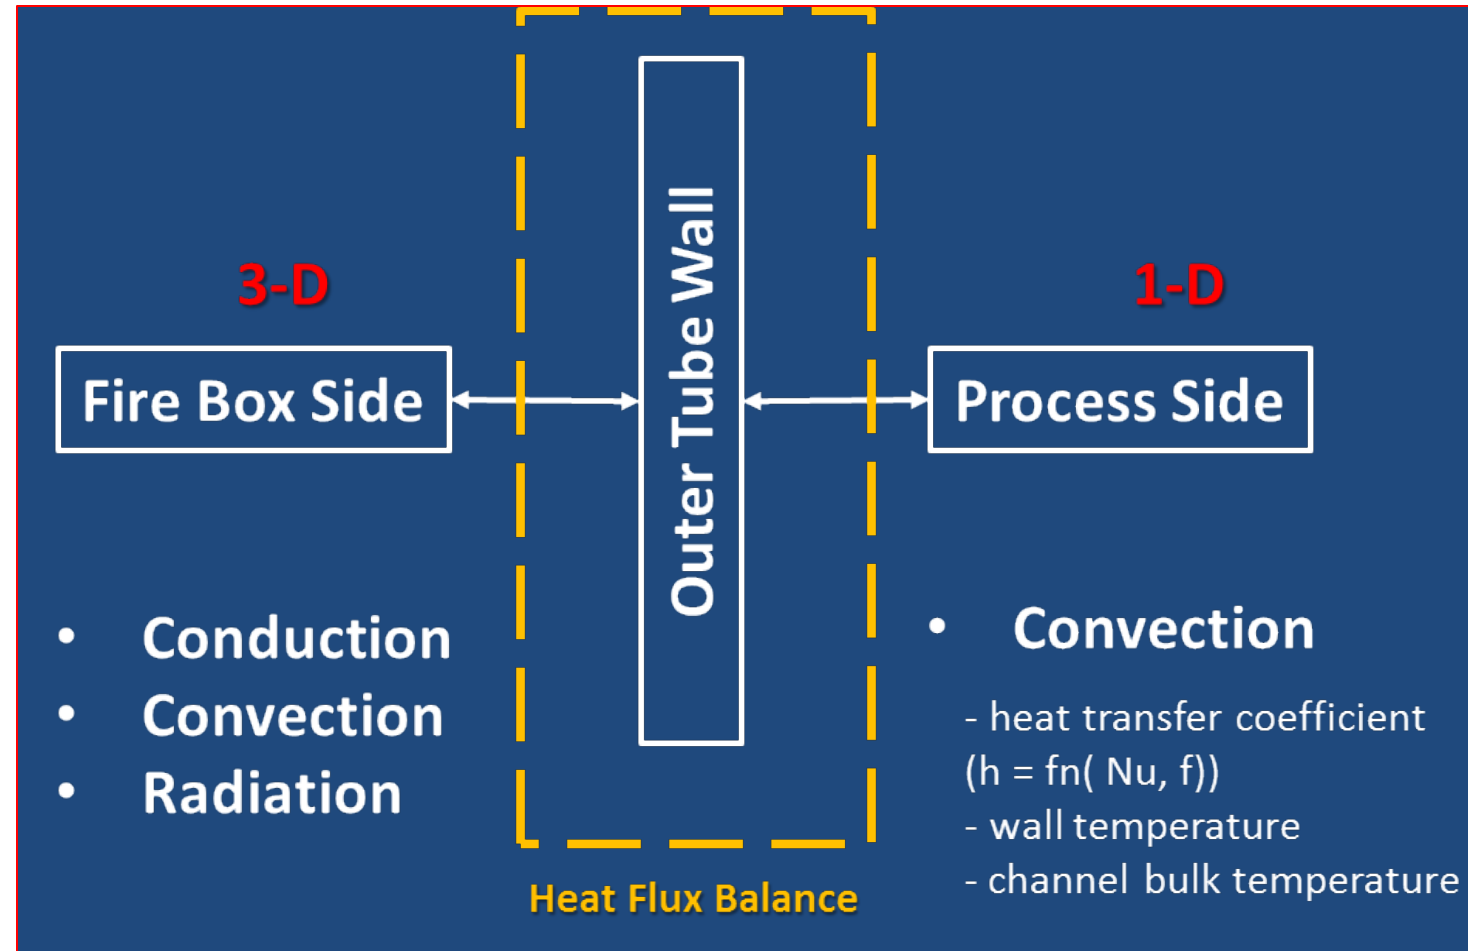 3-D
Fire Box Side
• Conduction
• Convection
• Radiation
Outer Tube Wall
Heat Flux Balance
1-D
Process Side
• Convection
- heat transfer coefficient
(h = fn( Nu, f))
- wall temperature
- channel bulk temperature